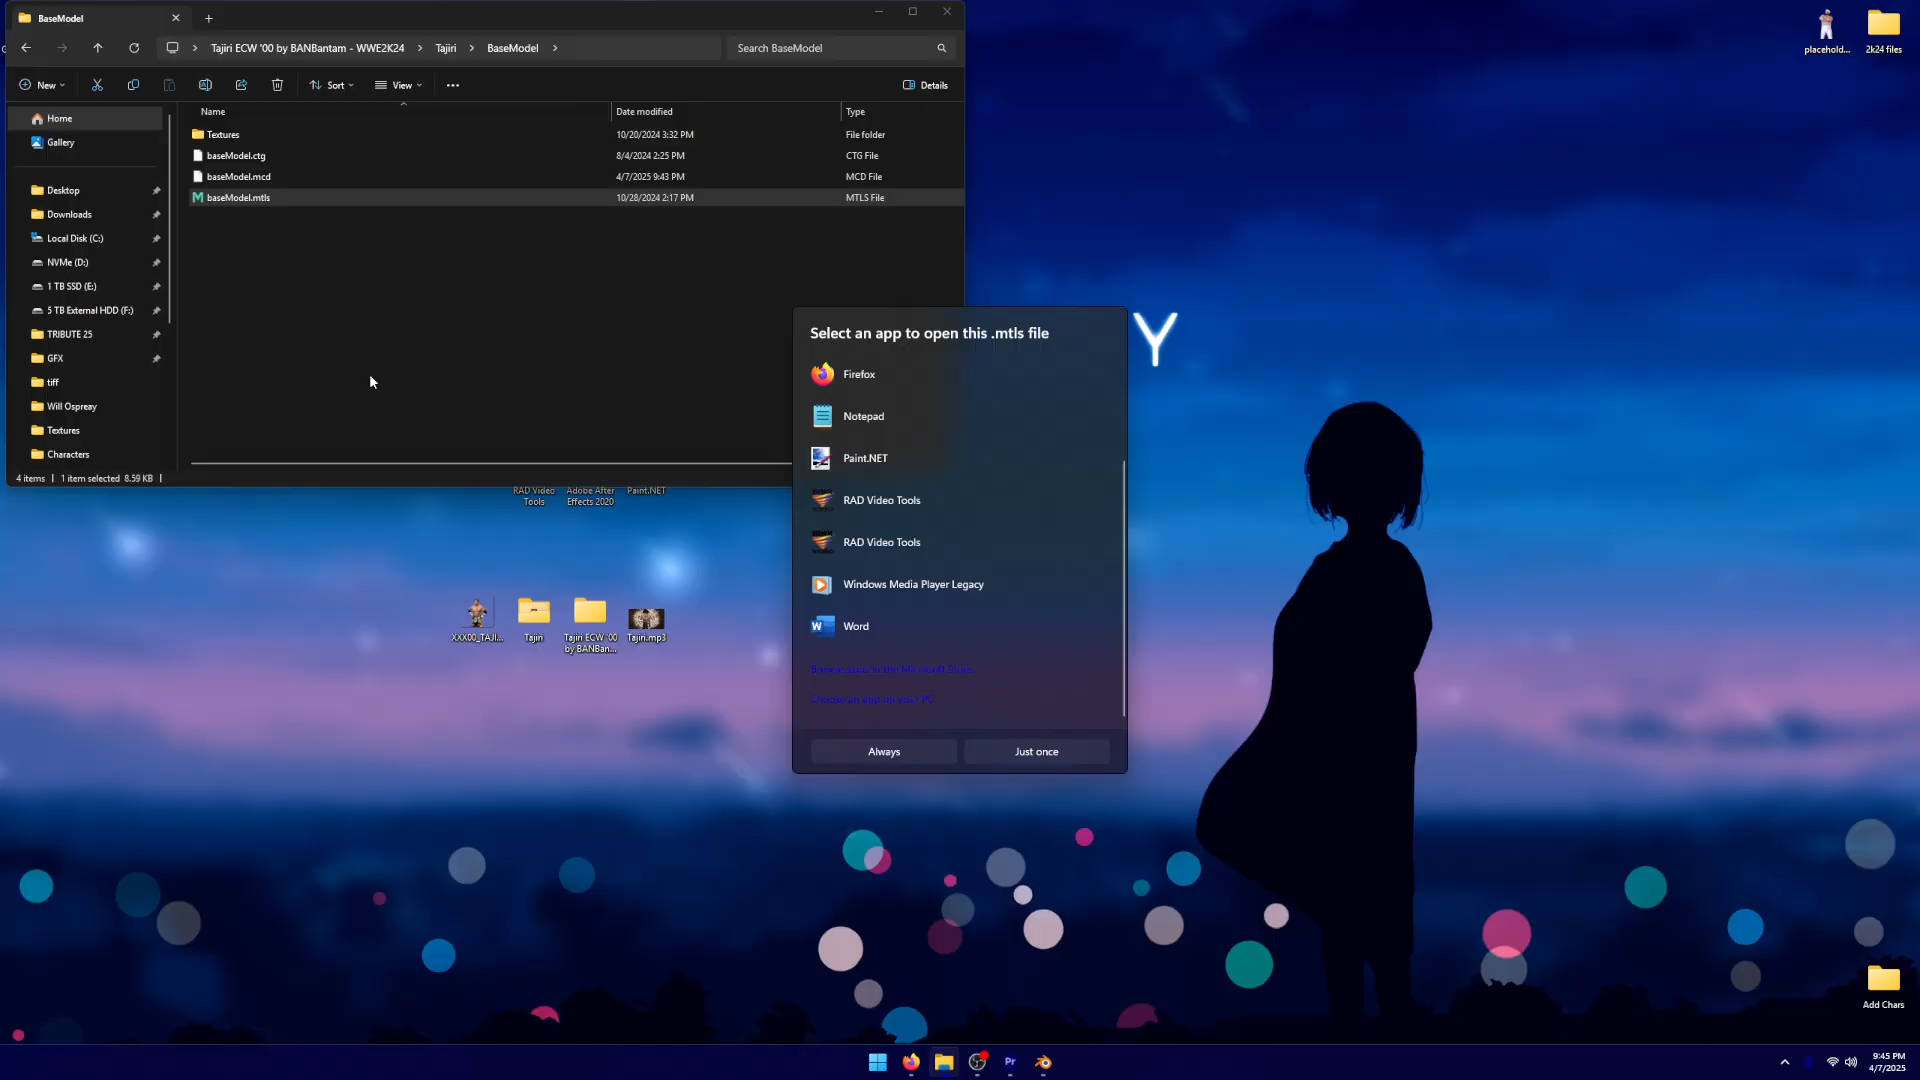 BaseModel
Tajiri ECW '00 by BANBantam - WWE2K24 > Tajiri > BaseModel >
Search BaseModel
New
Sort
View
Details
Name
Date modified
Type
Home
Gallery
Desktop
Downloads
Local Disk (C:)
NVMe (D:)
1 TB SSD (E:)
5 TB External HDD (F:)
TRIBUTE 25
GFX
tiff
Will Ospreay
Textures
Characters
Textures 10/20/2024 3:32 PM File folder
baseModel.ctg 8/4/2024 2:25 PM CTG File
baseModel.mcd 4/7/2025 9:43 PM MCD File
baseModel.mtls 10/28/2024 2:17 PM MTLS File
4 items | 1 item selected 8.59 KB |
Select an app to open this .mtls file
Firefox
Notepad
Paint.NET
RAD Video Tools
RAD Video Tools
Windows Media Player Legacy
Word
Browse apps in the Microsoft Store
Choose an app on your PC
Always
Just once
Y
RAD Video
Tools
Adobe After
Effects 2020
Paint.NET
XXX00_TAJI...
Tajiri
Tajiri ECW '00
by BANBan...
Tajiri.mp3
placehold...
2k24 files
Add Chars
Pr
9:45 PM
4/7/2025